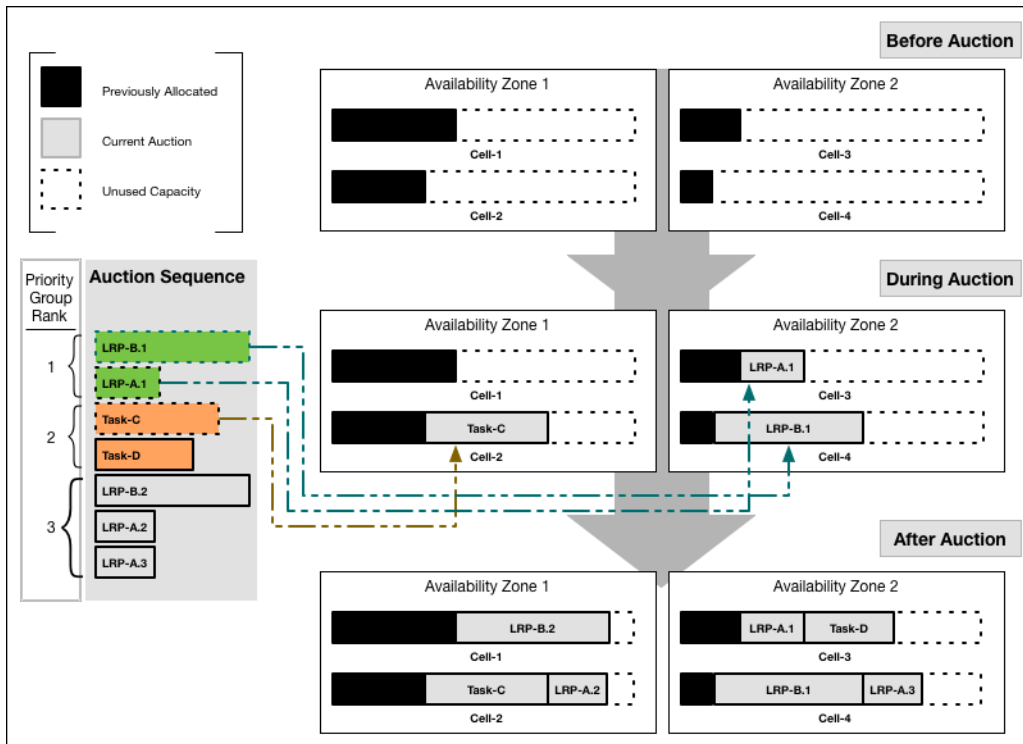 Before Auction
Previously Allocated
Current Auction
Unused Capacity
Availability Zone 1
Cell-1
Cell-2
Availability Zone 2
Cell-3
Cell-4
Priority
Group
Rank
Auction Sequence
1
LRP-B.1
LRP-A.1
2
Task-C
Task-D
3
LRP-B.2
LRP-A.2
LRP-A.3
During Auction
Availability Zone 1
Cell-1
Task-C
Cell-2
Availability Zone 2
LRP-A.1
Cell-3
LRP-B.1
Cell-4
After Auction
Availability Zone 1
LRP-B.2
Cell-1
Task-C LRP-A.2
Cell-2
Availability Zone 2
LRP-A.1 Task-D
Cell-3
LRP-B.1 LRP-A.3
Cell-4